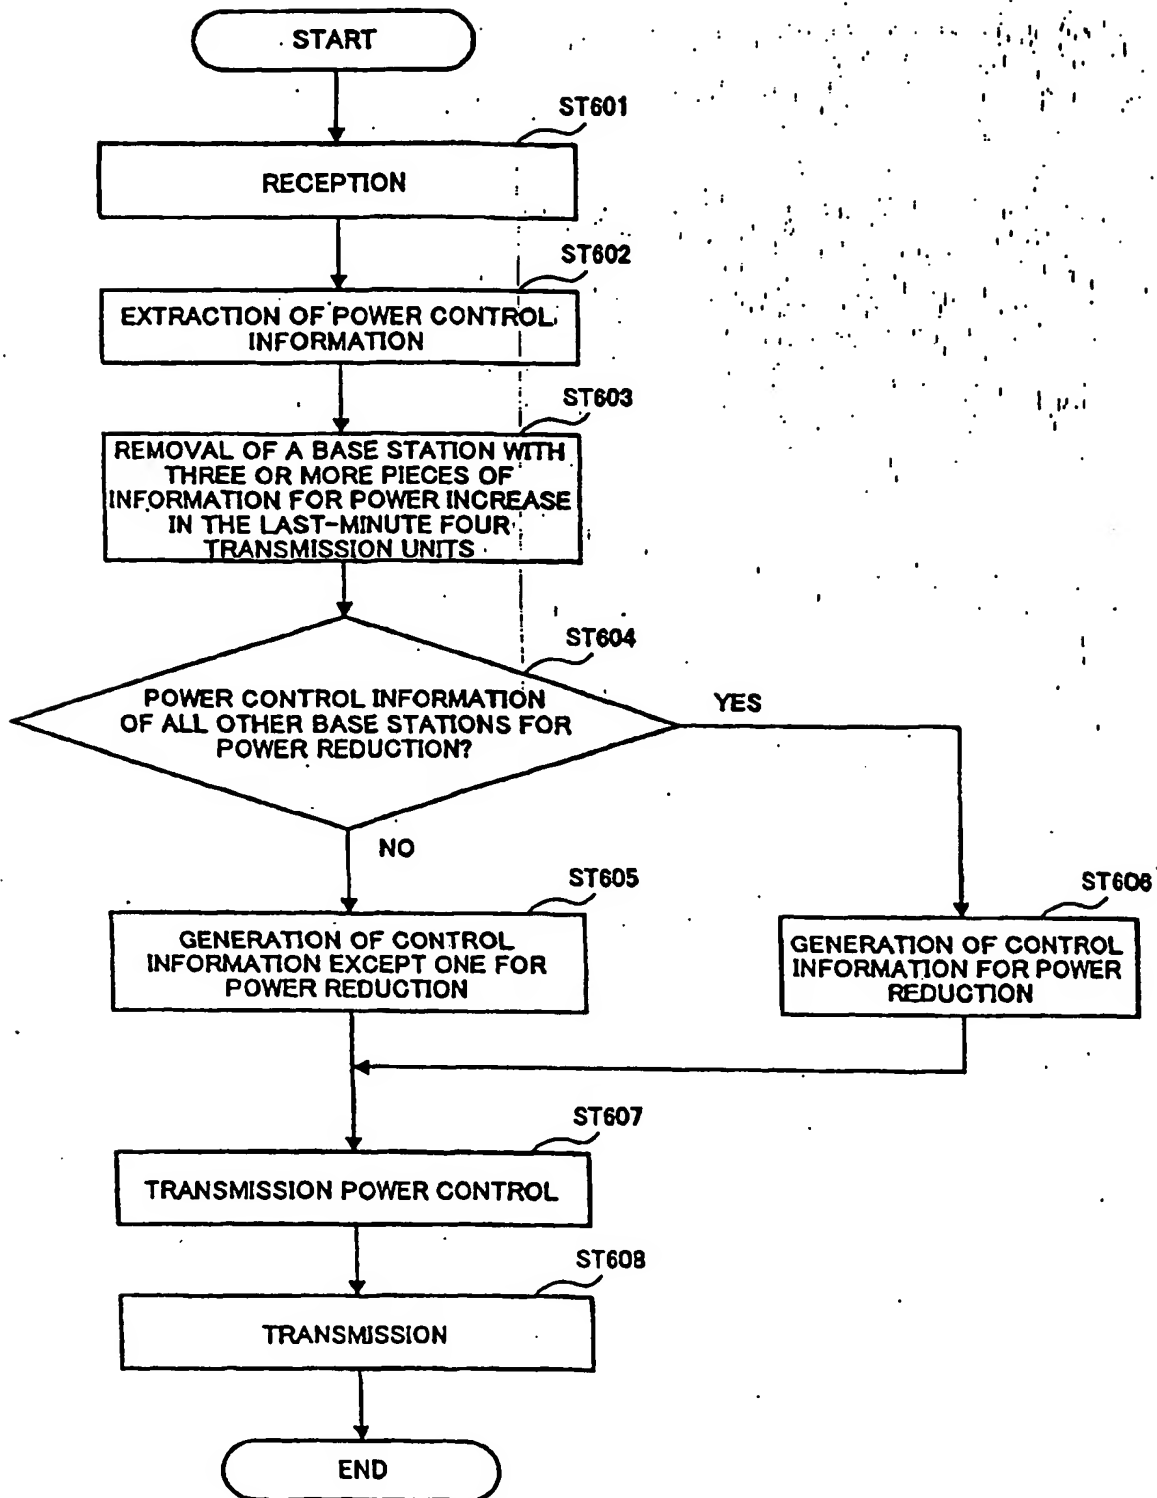 START
ST601
RECEPTION
ST602
EXTRACTION OF POWER CONTROL
INFORMATION
ST603
REMOVAL OF A BASE STATION WITH
THREE OR MORE PIECES OF
INFORMATION FOR POWER INCREASE
IN THE LAST-MINUTE FOUR
TRANSMISSION UNITS
ST604
POWER CONTROL INFORMATION
OF ALL OTHER BASE STATIONS FOR
POWER REDUCTION?
YES
NO
ST605
GENERATION OF CONTROL
INFORMATION EXCEPT ONE FOR
POWER REDUCTION
ST606
GENERATION OF CONTROL
INFORMATION FOR POWER
REDUCTION
ST607
TRANSMISSION POWER CONTROL
ST608
TRANSMISSION
END